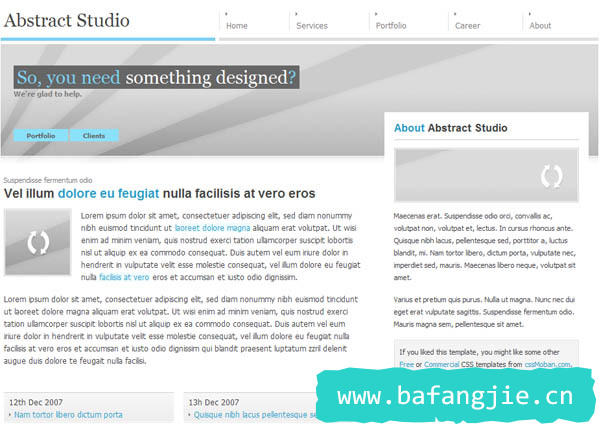 Abstract Studio
Home
Services
Portfolio
Career
About
So, you need something designed?
We're glad to help.
Portfolio
Clients
About Abstract Studio
Maecenas erat. Suspendisse odio orci, convallis ac,
volutpat non, volutpat et, lectus. In cursus rhoncus ante.
Quisque nibh lacus, pellentesque sed, porttitor a, luctus
blandit, mi. Nam tortor libero, dictum porta, vulputate nec,
imperdiet sed, mauris. Maecenas libero neque, volutpat sit
amet.
Varius et pretium quis mauris. Nulla ut magna. Nunc nec dui
eget erat vulputate sagittis. Suspendisse fermentum odio.
Mauris magna sem, pellentesque sit amet.
If you liked this template, you might like some other
Free or Commercial CSS templates from cssMoban.com.
Suspendisse fermentum odio
Vel illum dolore eu feugiat nulla facilisis at vero eros
Lorem ipsum dolor sit amet, consectetuer adipiscing elit, sed diam nonummy
nibh euismod tincidunt ut laoreet dolore magna aliquam erat volutpat. Ut wisi
enim ad minim veniam, quis nostrud exerci tation ullamcorper suscipit lobortis
nisl ut aliquip ex ea commodo consequat. Duis autem vel eum iriure dolor in
hendrerit in vulputate velit esse molestie consequat, vel illum dolore eu feugiat
nulla facilisi at vero eros et accumsan et iusto odio dignissim.
Lorem ipsum dolor sit amet, consectetuer adipiscing elit, sed diam nonummy nibh euismod
tincidunt ut laoreet dolore magna aliquam erat volutpat. Ut wisi enim ad minim veniam, quis
nostrud exerci tation ullamcorper suscipit lobortis
nisl ut aliquip ex ea commodo consequat. Duis autem vel eum
iriure dolor in hendrerit in vulputate velit esse molestie consequat, vel illum dolore eu feugiat
nulla facilisis at vero eros et accumsan et iusto odio dignissim qui blandit praesent luptatum zzril delenit
augue duis dolore te feugait nulla facilisi.
12th Dec 2007
Nam tortor libero dictum porta
13h Dec 2007
Quisque nibh lacus pellentesque se
www.bafangjie.cn